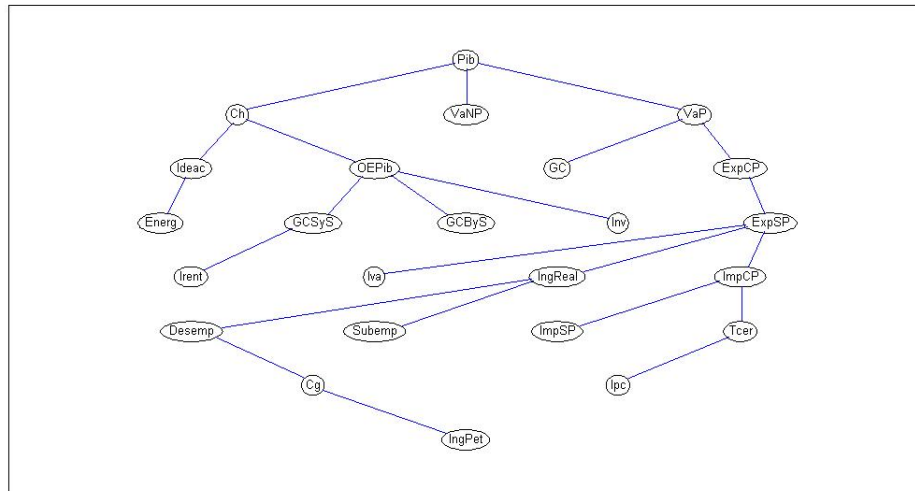 Pib
Ch VaNP VaP
Ideac OEPib GC ExpCP
Energ GCSyS GCByS Inv ExpSP
Irent Iva IngReal ImpCP
Desemp Subemp ImpSP Tcer
Cg Ipc
IngPet